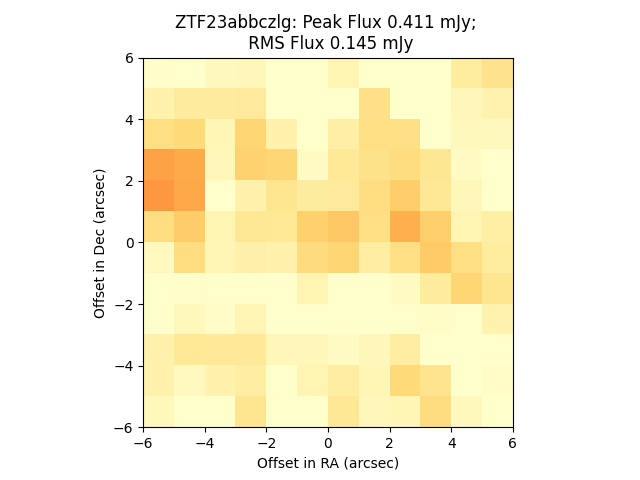 ZTF23abbczlg: Peak Flux 0.411 mJy;
RMS Flux 0.145 mJy
6
4
2
0
−2
−4
−6
Offset in Dec (arcsec)
−6 −4 −2 0 2 4 6
Offset in RA (arcsec)